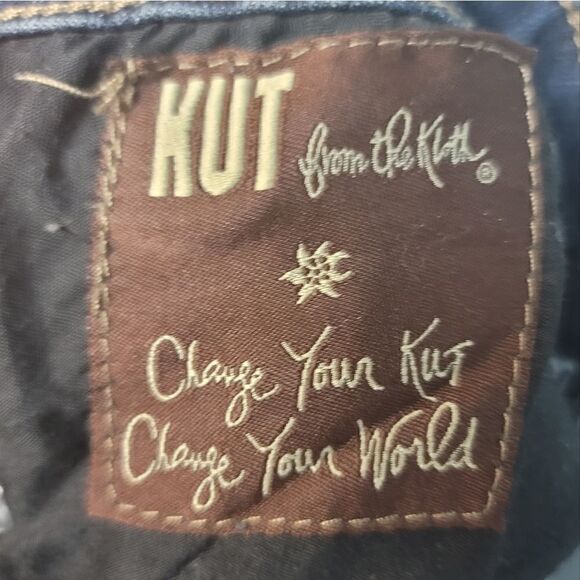 KUT from the Kloth ®
Change Your Kut
Change Your World